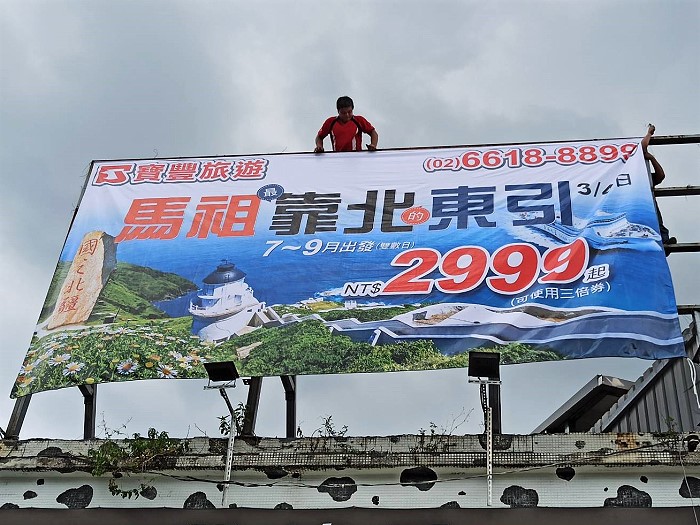 寶豐旅遊
(02)6618-8899
馬祖最靠北的東引
3/4日
7～9月出發(雙數日)
NT$2999起
(可使用三倍券)
國之北疆